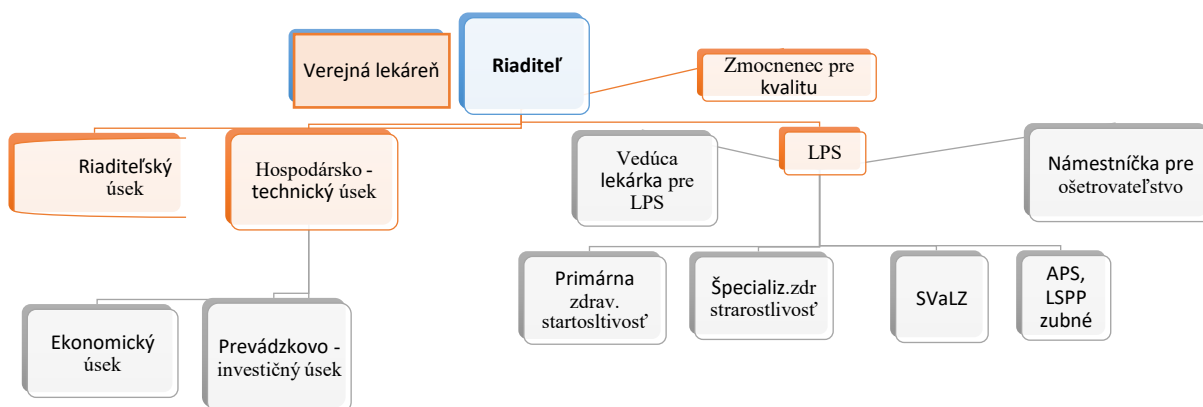 Verejná lekáreň
Riaditeľ
Zmocnenec pre
kvalitu
Riaditeľský
úsek
Hospodársko -
technický úsek
Vedúca
lekárka pre
LPS
LPS
Námestníčka pre
ošetrovateľstvo
Primárna
zdrav.
startosltivosť
Špecializ.zdr
strarostlivosť
SVaLZ
APS,
LSPP
zubné
Ekonomický
úsek
Prevádzkovo -
investičný úsek